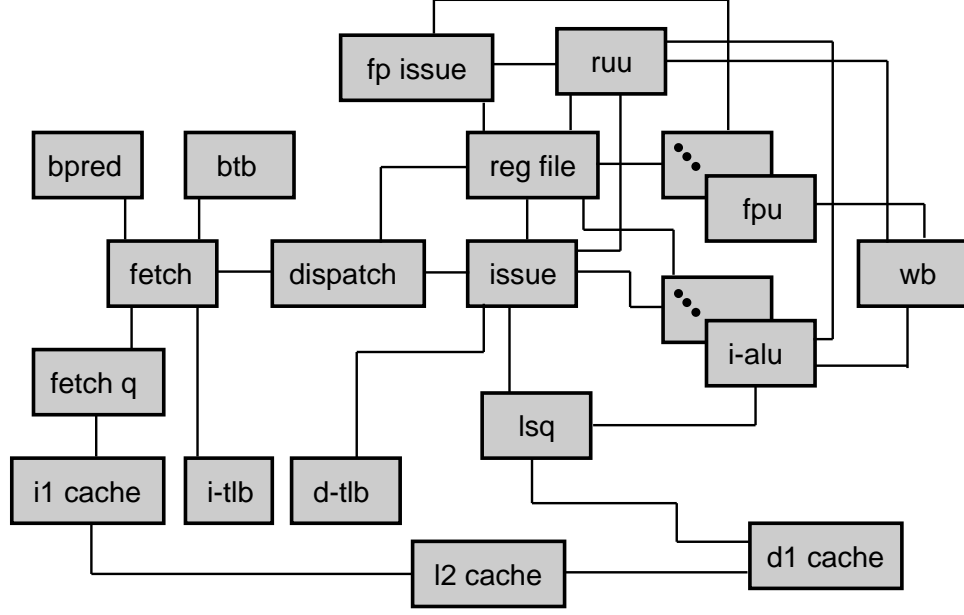 fp issue
ruu
bpred
btb
reg file
fpu
fetch
dispatch
issue
wb
i-alu
fetch q
lsq
i1 cache
i-tlb
d-tlb
l2 cache
d1 cache